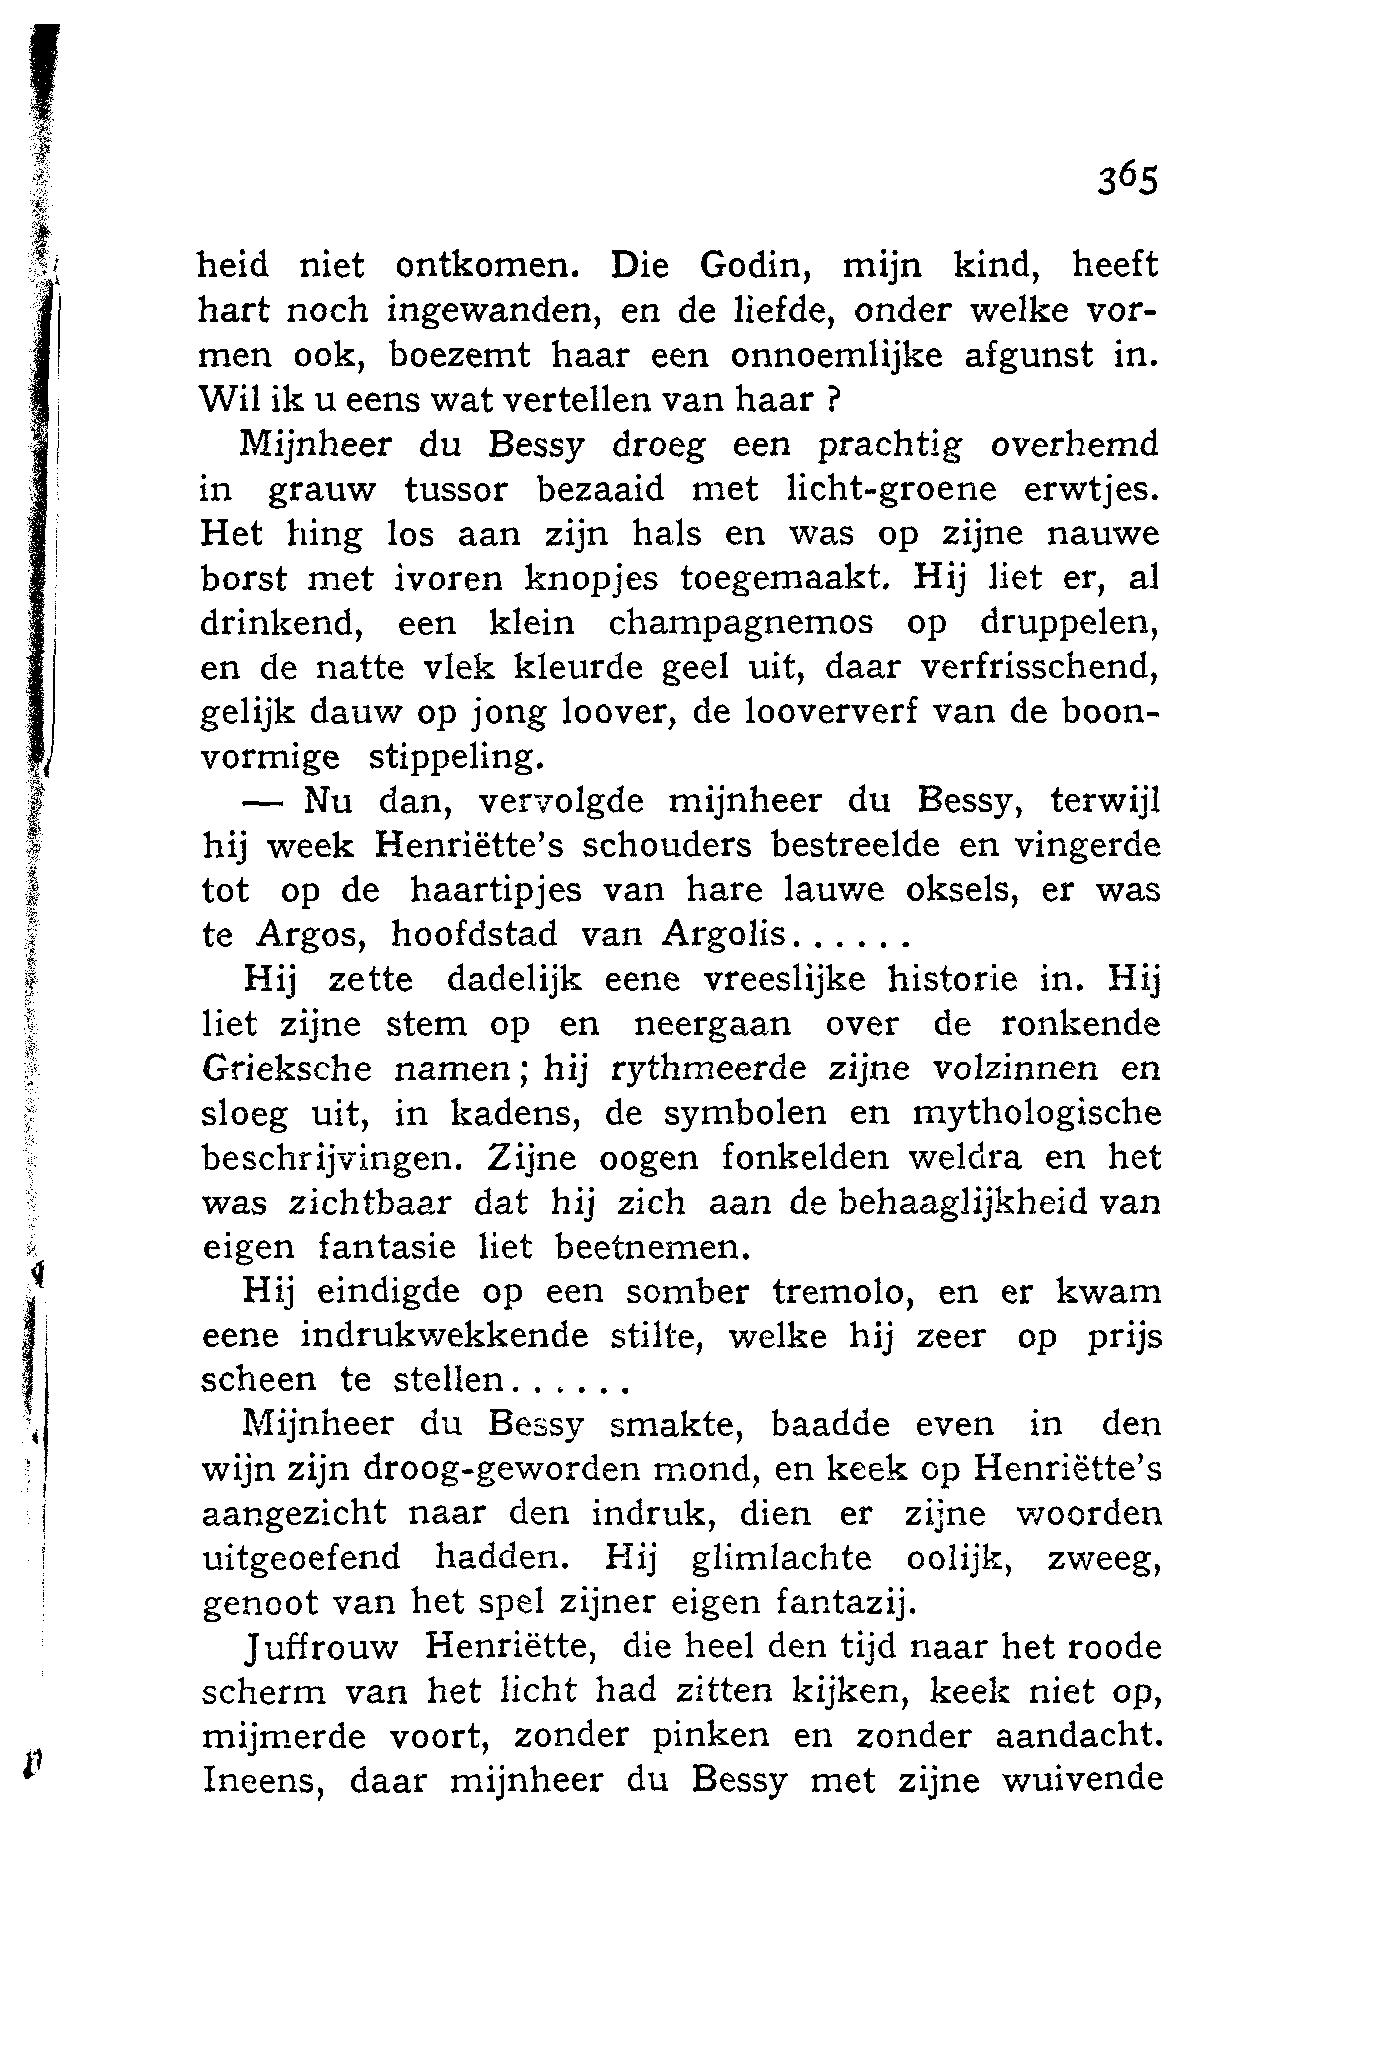 365
heid niet ontkomen. Die Godin, mijn kind, heeft
hart noch ingewanden, en de liefde, onder welke vor-
men ook, boezemt haar een onnoemlijke afgunst in.
Wil ik u eens wat vertellen van haar ?
Mijnheer du Bessy droeg een prachtig overhemd
in grauw tussor bezaaid met licht-groene erwtjes.
Het hing los aan zijn hals en was op zijne nauwe
borst met ivoren knopjes toegemaakt. Hij liet er, al
drinkend, een klein champagnemos op druppelen,
en de natte vlek kleurde geel uit, daar verfrisschend,
gelijk dauw op jong loover, de looververf van de boon-
vormige stippeling.
— Nu dan, vervolgde mijnheer du Bessy, terwijl
hij week Henriëtte's schouders bestreelde en vingerde
tot op de haartipjes van hare lauwe oksels, er was
te Argos, hoofdstad van Argolis......
Hij zette dadelijk eene vreeslijke historie in. Hij
liet zijne stem op en neergaan over de ronkende
Grieksche namen; hij rythmeerde zijne volzinnen en
sloeg uit, in kadens, de symbolen en mythologische
beschrijvingen. Zijne oogen fonkelden weldra en het
was zichtbaar dat hij zich aan de behaaglijkheid van
eigen fantasie liet beetnemen.
Hij eindigde op een somber tremolo, en er kwam
eene indrukwekkende stilte, welke hij zeer op prijs
scheen te stellen......
Mijnheer du Bessy smakte, baadde even in den
wijn zijn droog-geworden mond, en keek op Henriëtte's
aangezicht naar den indruk, dien er zijne woorden
uitgeoefend hadden. Hij glimlachte oolijk, zweeg,
genoot van het spel zijner eigen fantazij.
Juffrouw Henriëtte, die heel den tijd naar het roode
scherm van het licht had zitten kijken, keek niet op,
mijmerde voort, zonder pinken en zonder aandacht.
Ineens, daar mijnheer du Bessy met zijne wuivende